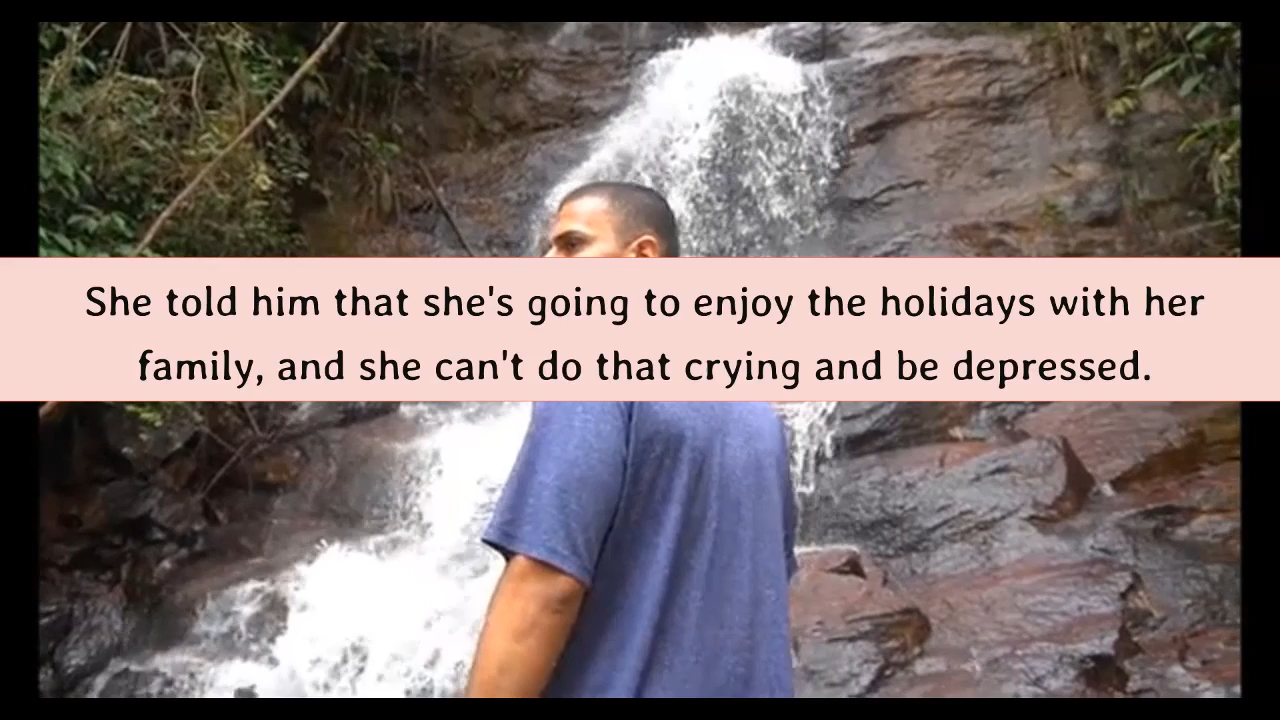 She told him that she's going to enjoy the holidays with her
family, and she can't do that crying and be depressed.